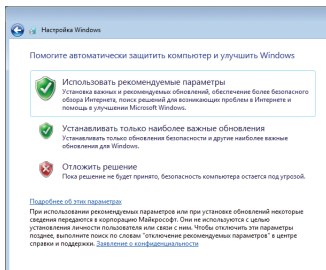 Настройка Windows
Помогите автоматически защитить компьютер и улучшить Windows
Использовать рекомендуемые параметры
Установка важных и рекомендуемых обновлений, обеспечение более безопасного
обзора Интернета, поиск решений для возникающих проблем в Интернете и
помощь в улучшении Microsoft Windows.
Устанавливать только наиболее важные обновления
Устанавливать только обновления безопасности и другие наиболее важные
обновления для Windows.
Отложить решение
Пока решение не будет принято, безопасность компьютера остается под угрозой.
Подробнее об этих параметрах
При использовании рекомендуемых параметров или при установке обновлений некоторые
сведения передаются в корпорацию Майкрософт. Они не используются с целью
установления личности пользователя или связи с ним. Чтобы отключить эти параметры
позднее, выполните поиск по словам "отключение рекомендуемых параметров" в центре
справки и поддержки. Заявление о конфиденциальности